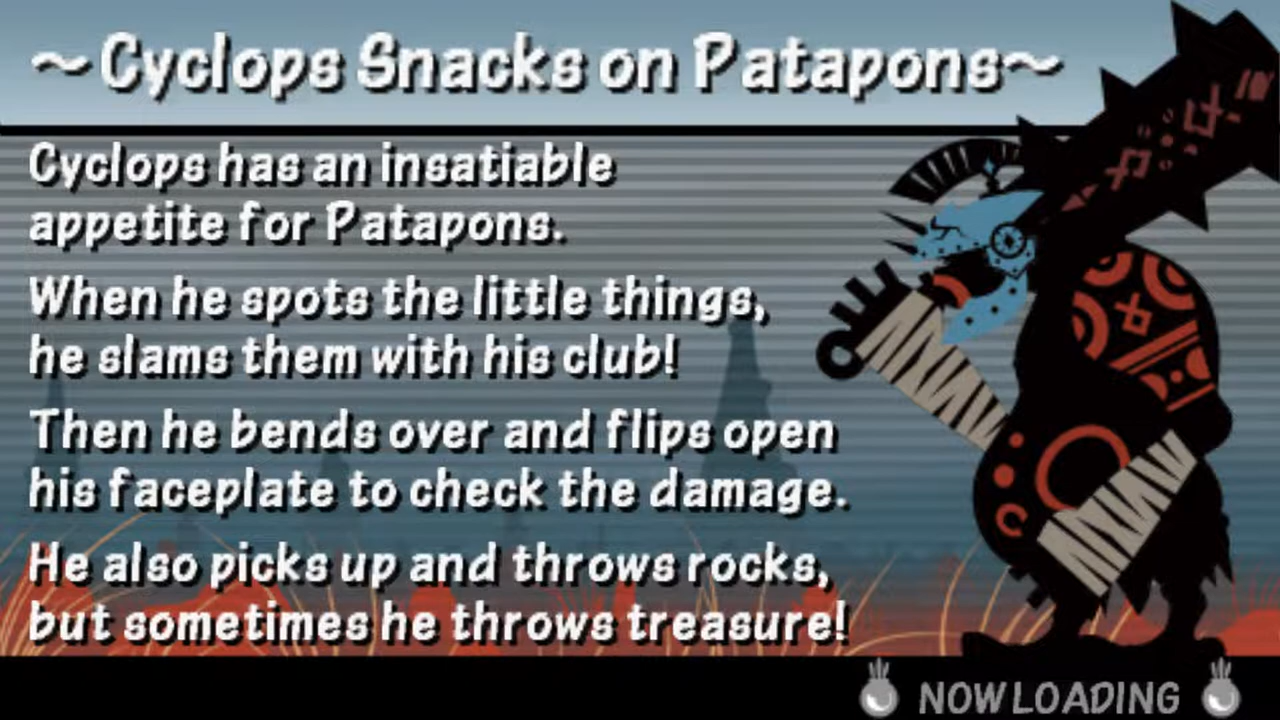 ~Cyclops Snacks on Patapons~
Cyclops has an insatiable
appetite for Patapons.
When he spots the little things,
he slams them with his club!
Then he bends over and flips open
his faceplate to check the damage.
He also picks up and throws rocks,
but sometimes he throws treasure!
NOW LOADING